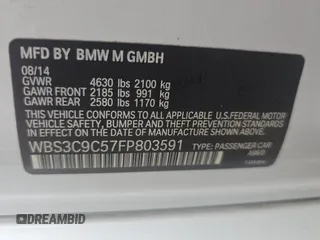 MFD BY BMW M GMBH
08/14
GVWR 4630 lbs 2100 kg
GAWR FRONT 2185 lbs 991 kg
GAWR REAR 2580 lbs 1170 kg
THIS VEHICLE CONFORMS TO ALL APPLICABLE U.S.FEDERAL MOTOR
VEHICLE SAFETY, BUMPER, AND THEFT PREVENTION STANDARDS
IN EFFECT ON THE DATE OF MANUFACTURE SHOWN ABOVE.
WBS3C9C57FP803591 TYPE: PASSENGER CAR
DREAMBID